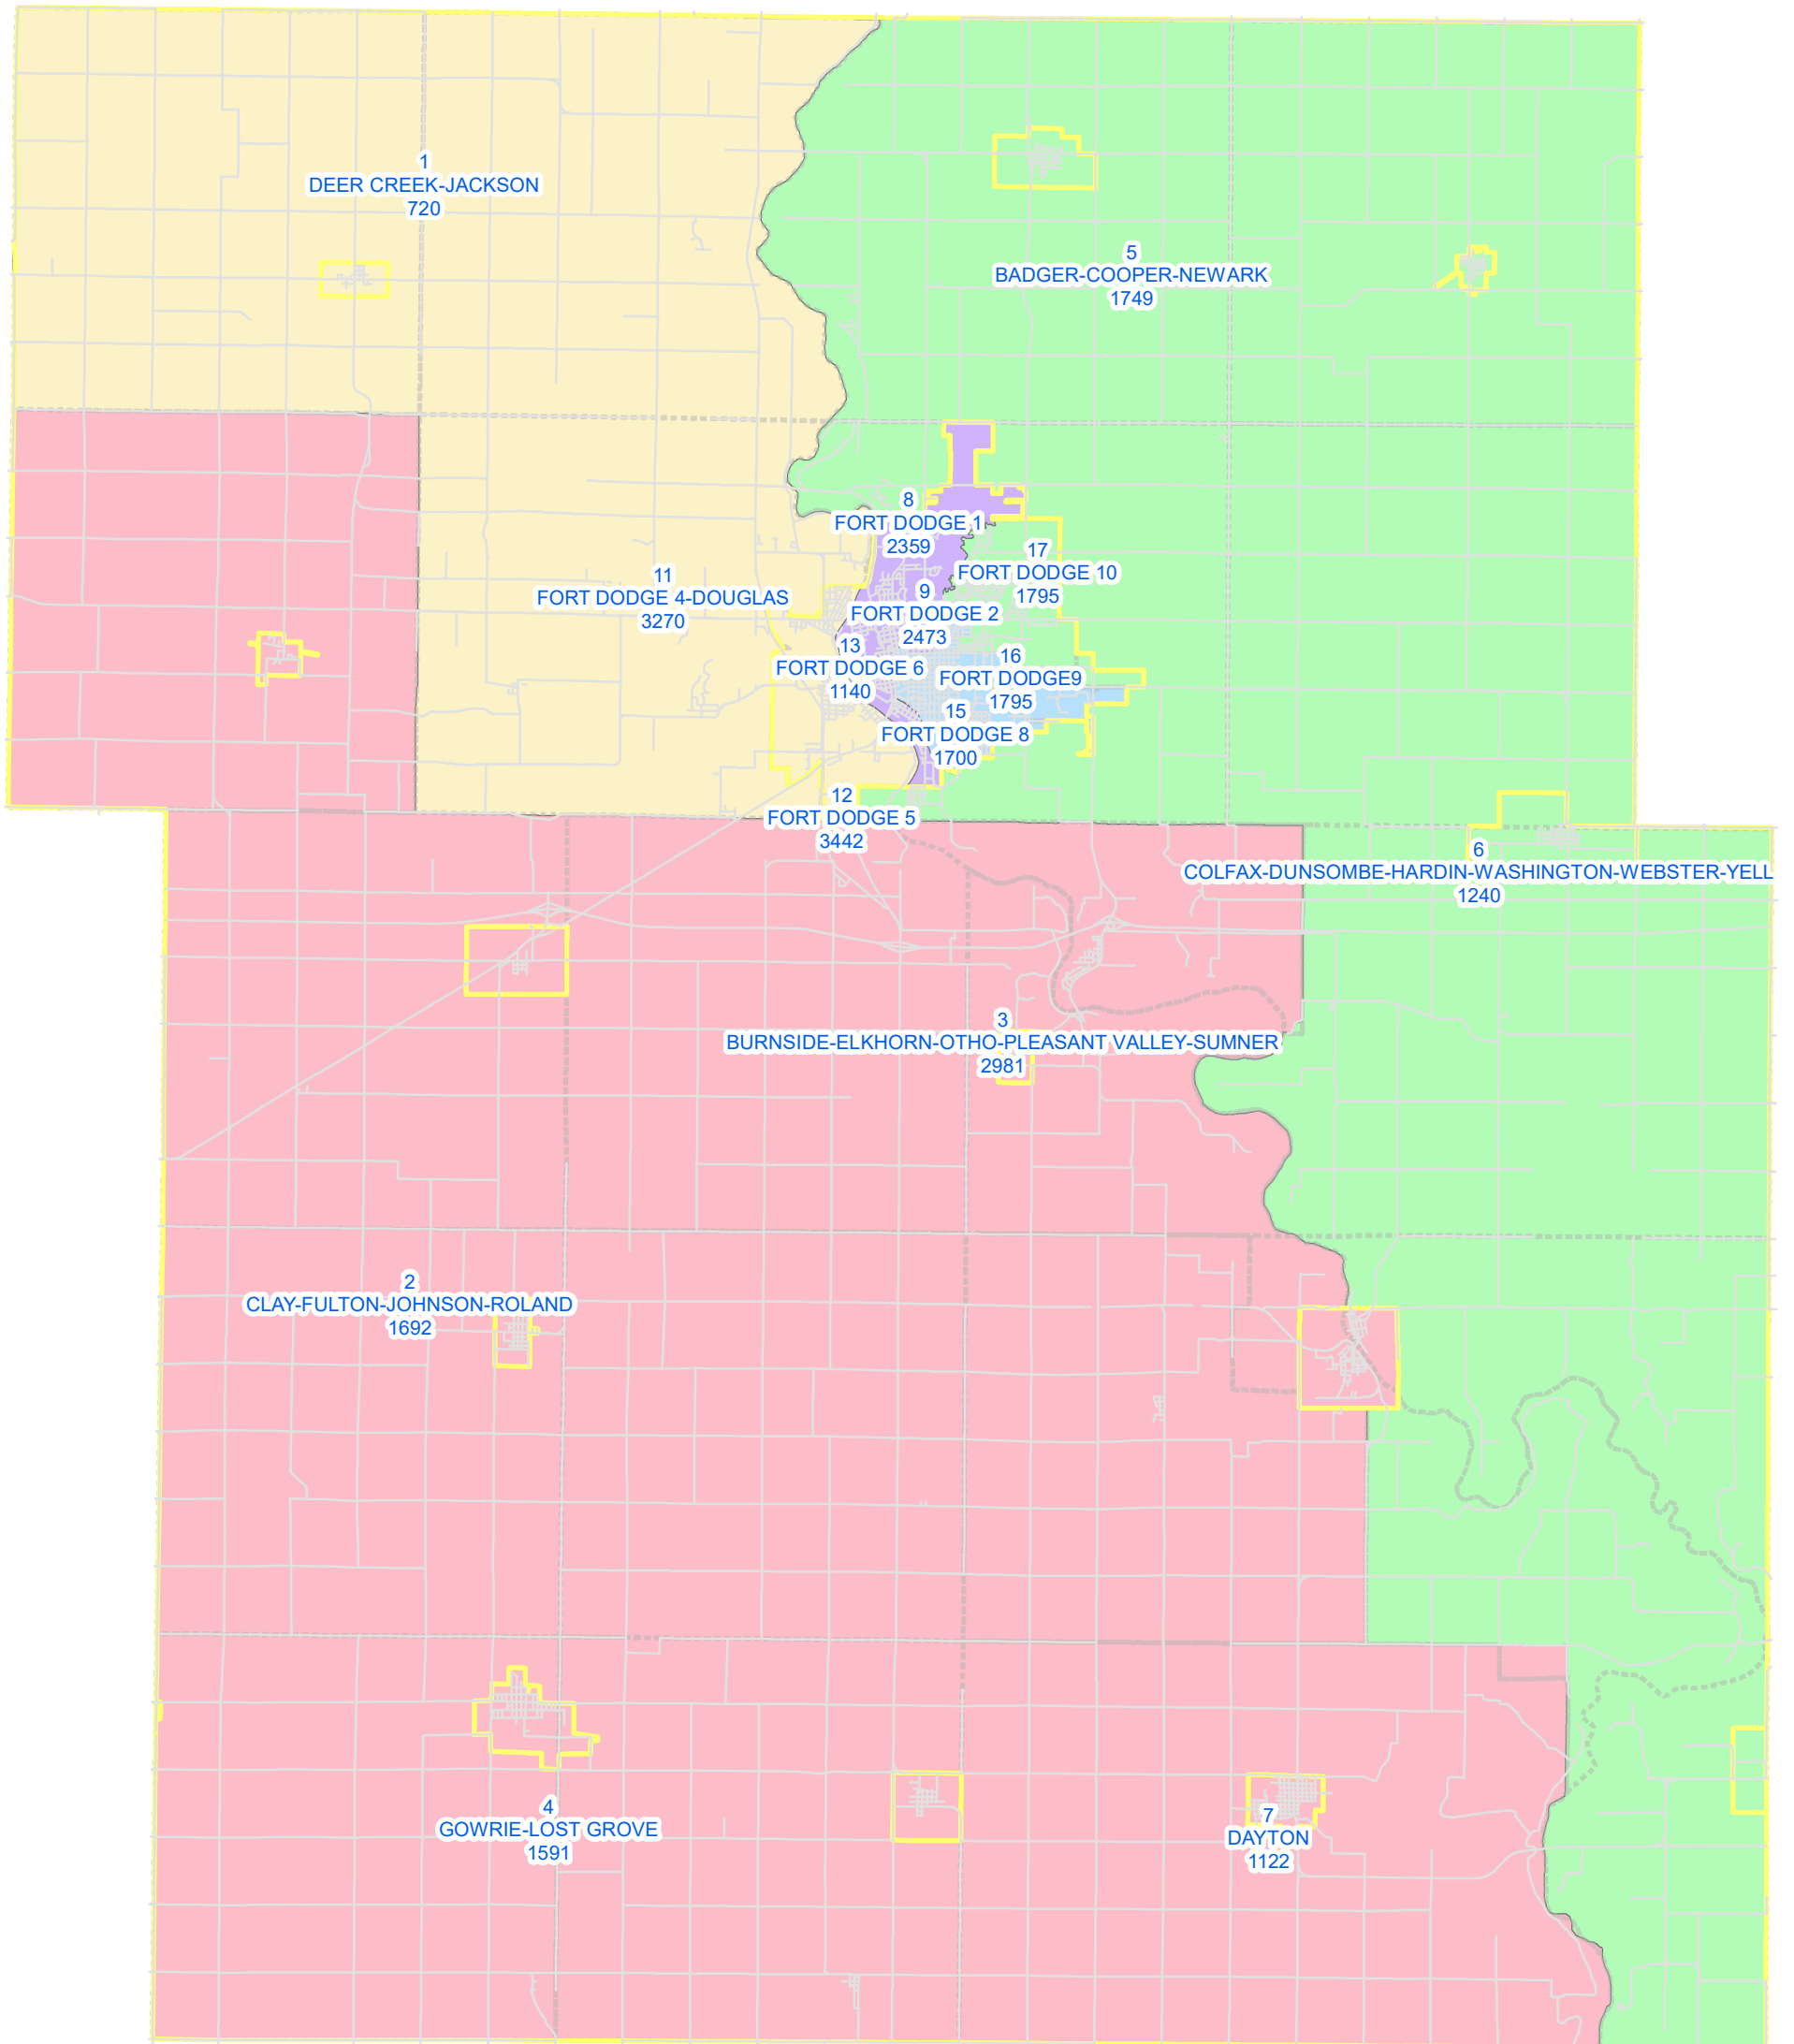 1
DEER CREEK-JACKSON
720
5
BADGER-COOPER-NEWARK
1749
8
FORT DODGE 1
2359
17
FORT DODGE 10
1795
11
FORT DODGE 4-DOUGLAS
3270
9
FORT DODGE 2
2473
13
FORT DODGE 6
1140
16
FORT DODGE9
1795
15
FORT DODGE 8
1700
12
FORT DODGE 5
3442
6
COLFAX-DUNSOMBE-HARDIN-WASHINGTON-WEBSTER-YELL
1240
3
BURNSIDE-ELKHORN-OTHO-PLEASANT VALLEY-SUMNER
2981
2
CLAY-FULTON-JOHNSON-ROLAND
1692
4
GOWRIE-LOST GROVE
1591
7
DAYTON
1122